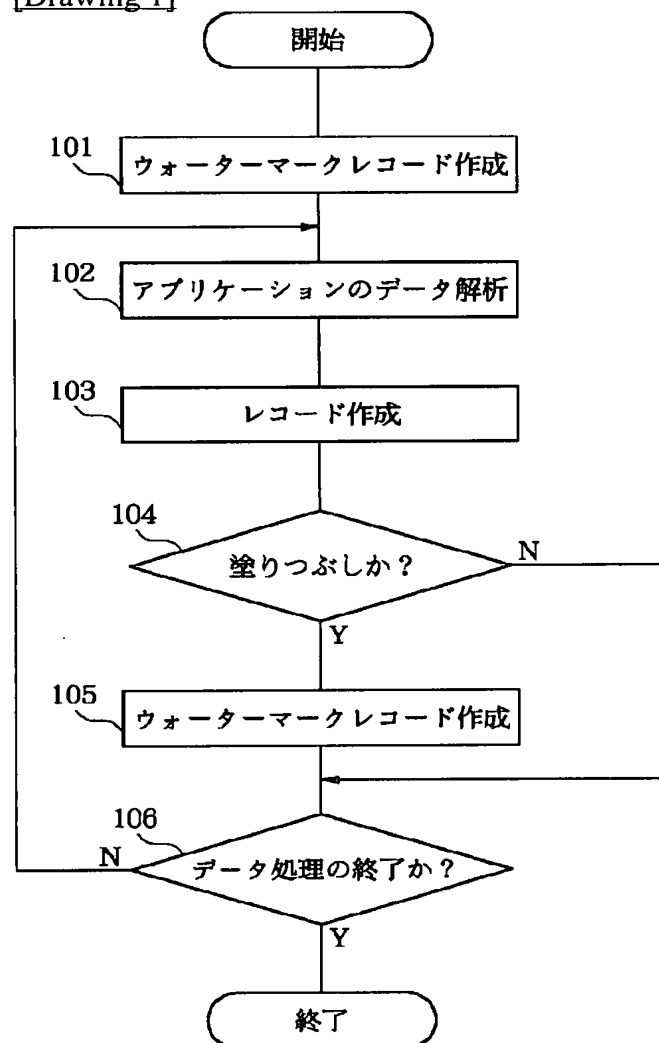 [Drawing 1]
開始
101
ウォーターマークレコード作成
102
アプリケーションのデータ解析
103
レコード作成
104
塗りつぶしか？
N
Y
105
ウォーターマークレコード作成
106
N
データ処理の終了か？
Y
終了